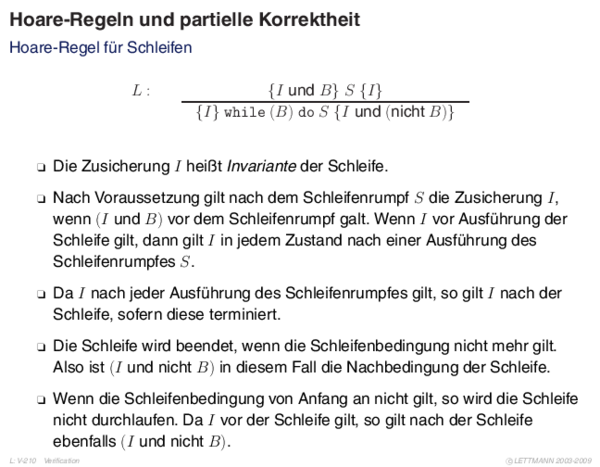 Hoare-Regeln und partielle Korrektheit
Hoare-Regel für Schleifen
L : {I und B} S {I}
{I} while (B) do S {I und (nicht B)}
❑ Die Zusicherung I heißt Invariante der Schleife.
❑ Nach Voraussetzung gilt nach dem Schleifenrumpf S die Zusicherung I,
wenn (I und B) vor dem Schleifenrumpf galt. Wenn I vor Ausführung der
Schleife gilt, dann gilt I in jedem Zustand nach einer Ausführung des
Schleifenrumpfes S.
❑ Da I nach jeder Ausführung des Schleifenrumpfes gilt, so gilt I nach der
Schleife, sofern diese terminiert.
❑ Die Schleife wird beendet, wenn die Schleifenbedingung nicht mehr gilt.
Also ist (I und nicht B) in diesem Fall die Nachbedingung der Schleife.
❑ Wenn die Schleifenbedingung von Anfang an nicht gilt, so wird die Schleife
nicht durchlaufen. Da I vor der Schleife gilt, so gilt nach der Schleife
ebenfalls (I und nicht B).
L: V-210 Verification © LETTMANN 2003-2009